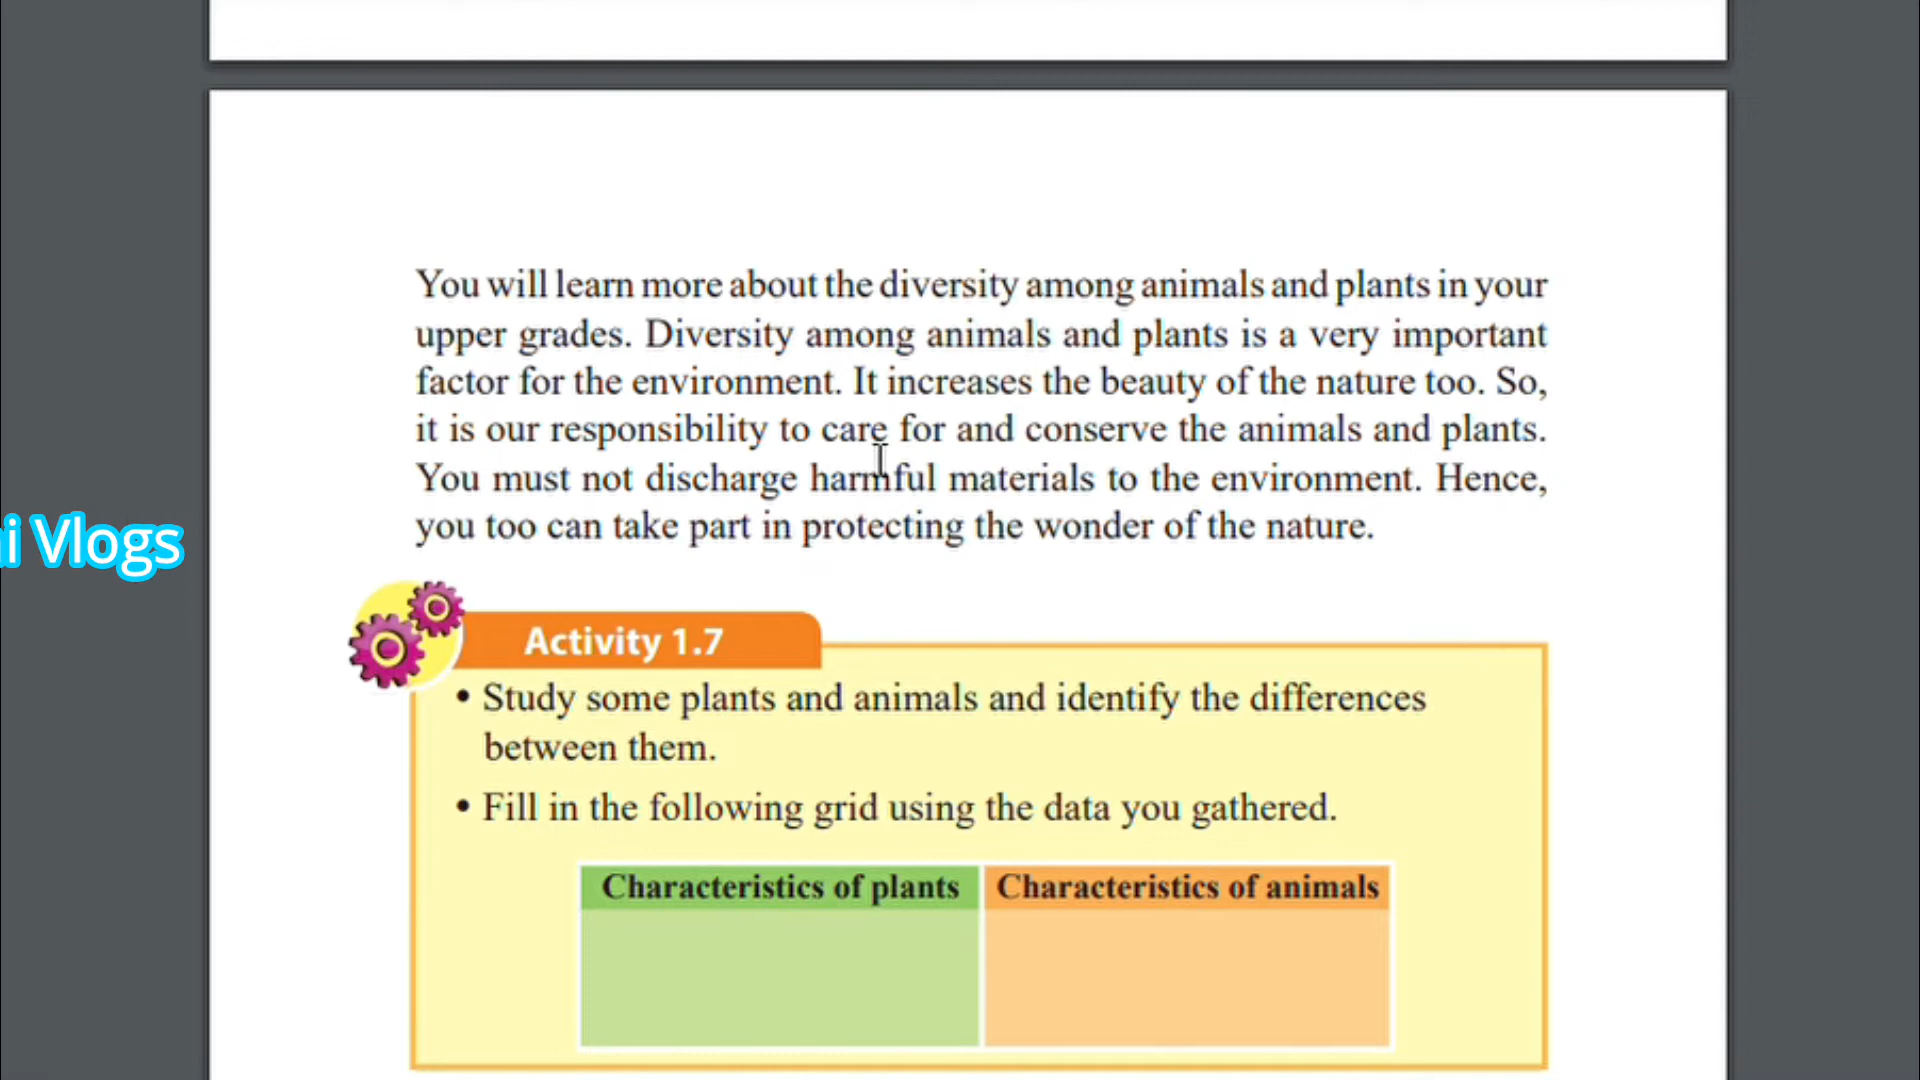 You will learn more about the diversity among animals and plants in your
upper grades. Diversity among animals and plants is a very important
factor for the environment. It increases the beauty of the nature too. So,
it is our responsibility to care for and conserve the animals and plants.
You must not discharge harmful materials to the environment. Hence,
you too can take part in protecting the wonder of the nature.
i Vlogs
Activity 1.7
• Study some plants and animals and identify the differences
between them.
• Fill in the following grid using the data you gathered.
Characteristics of plants Characteristics of animals